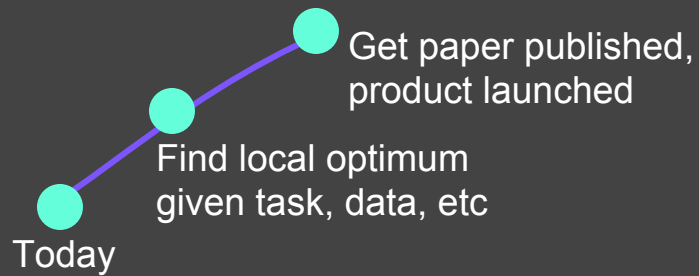 Get paper published,
product launched
Find local optimum
given task, data, etc
Today